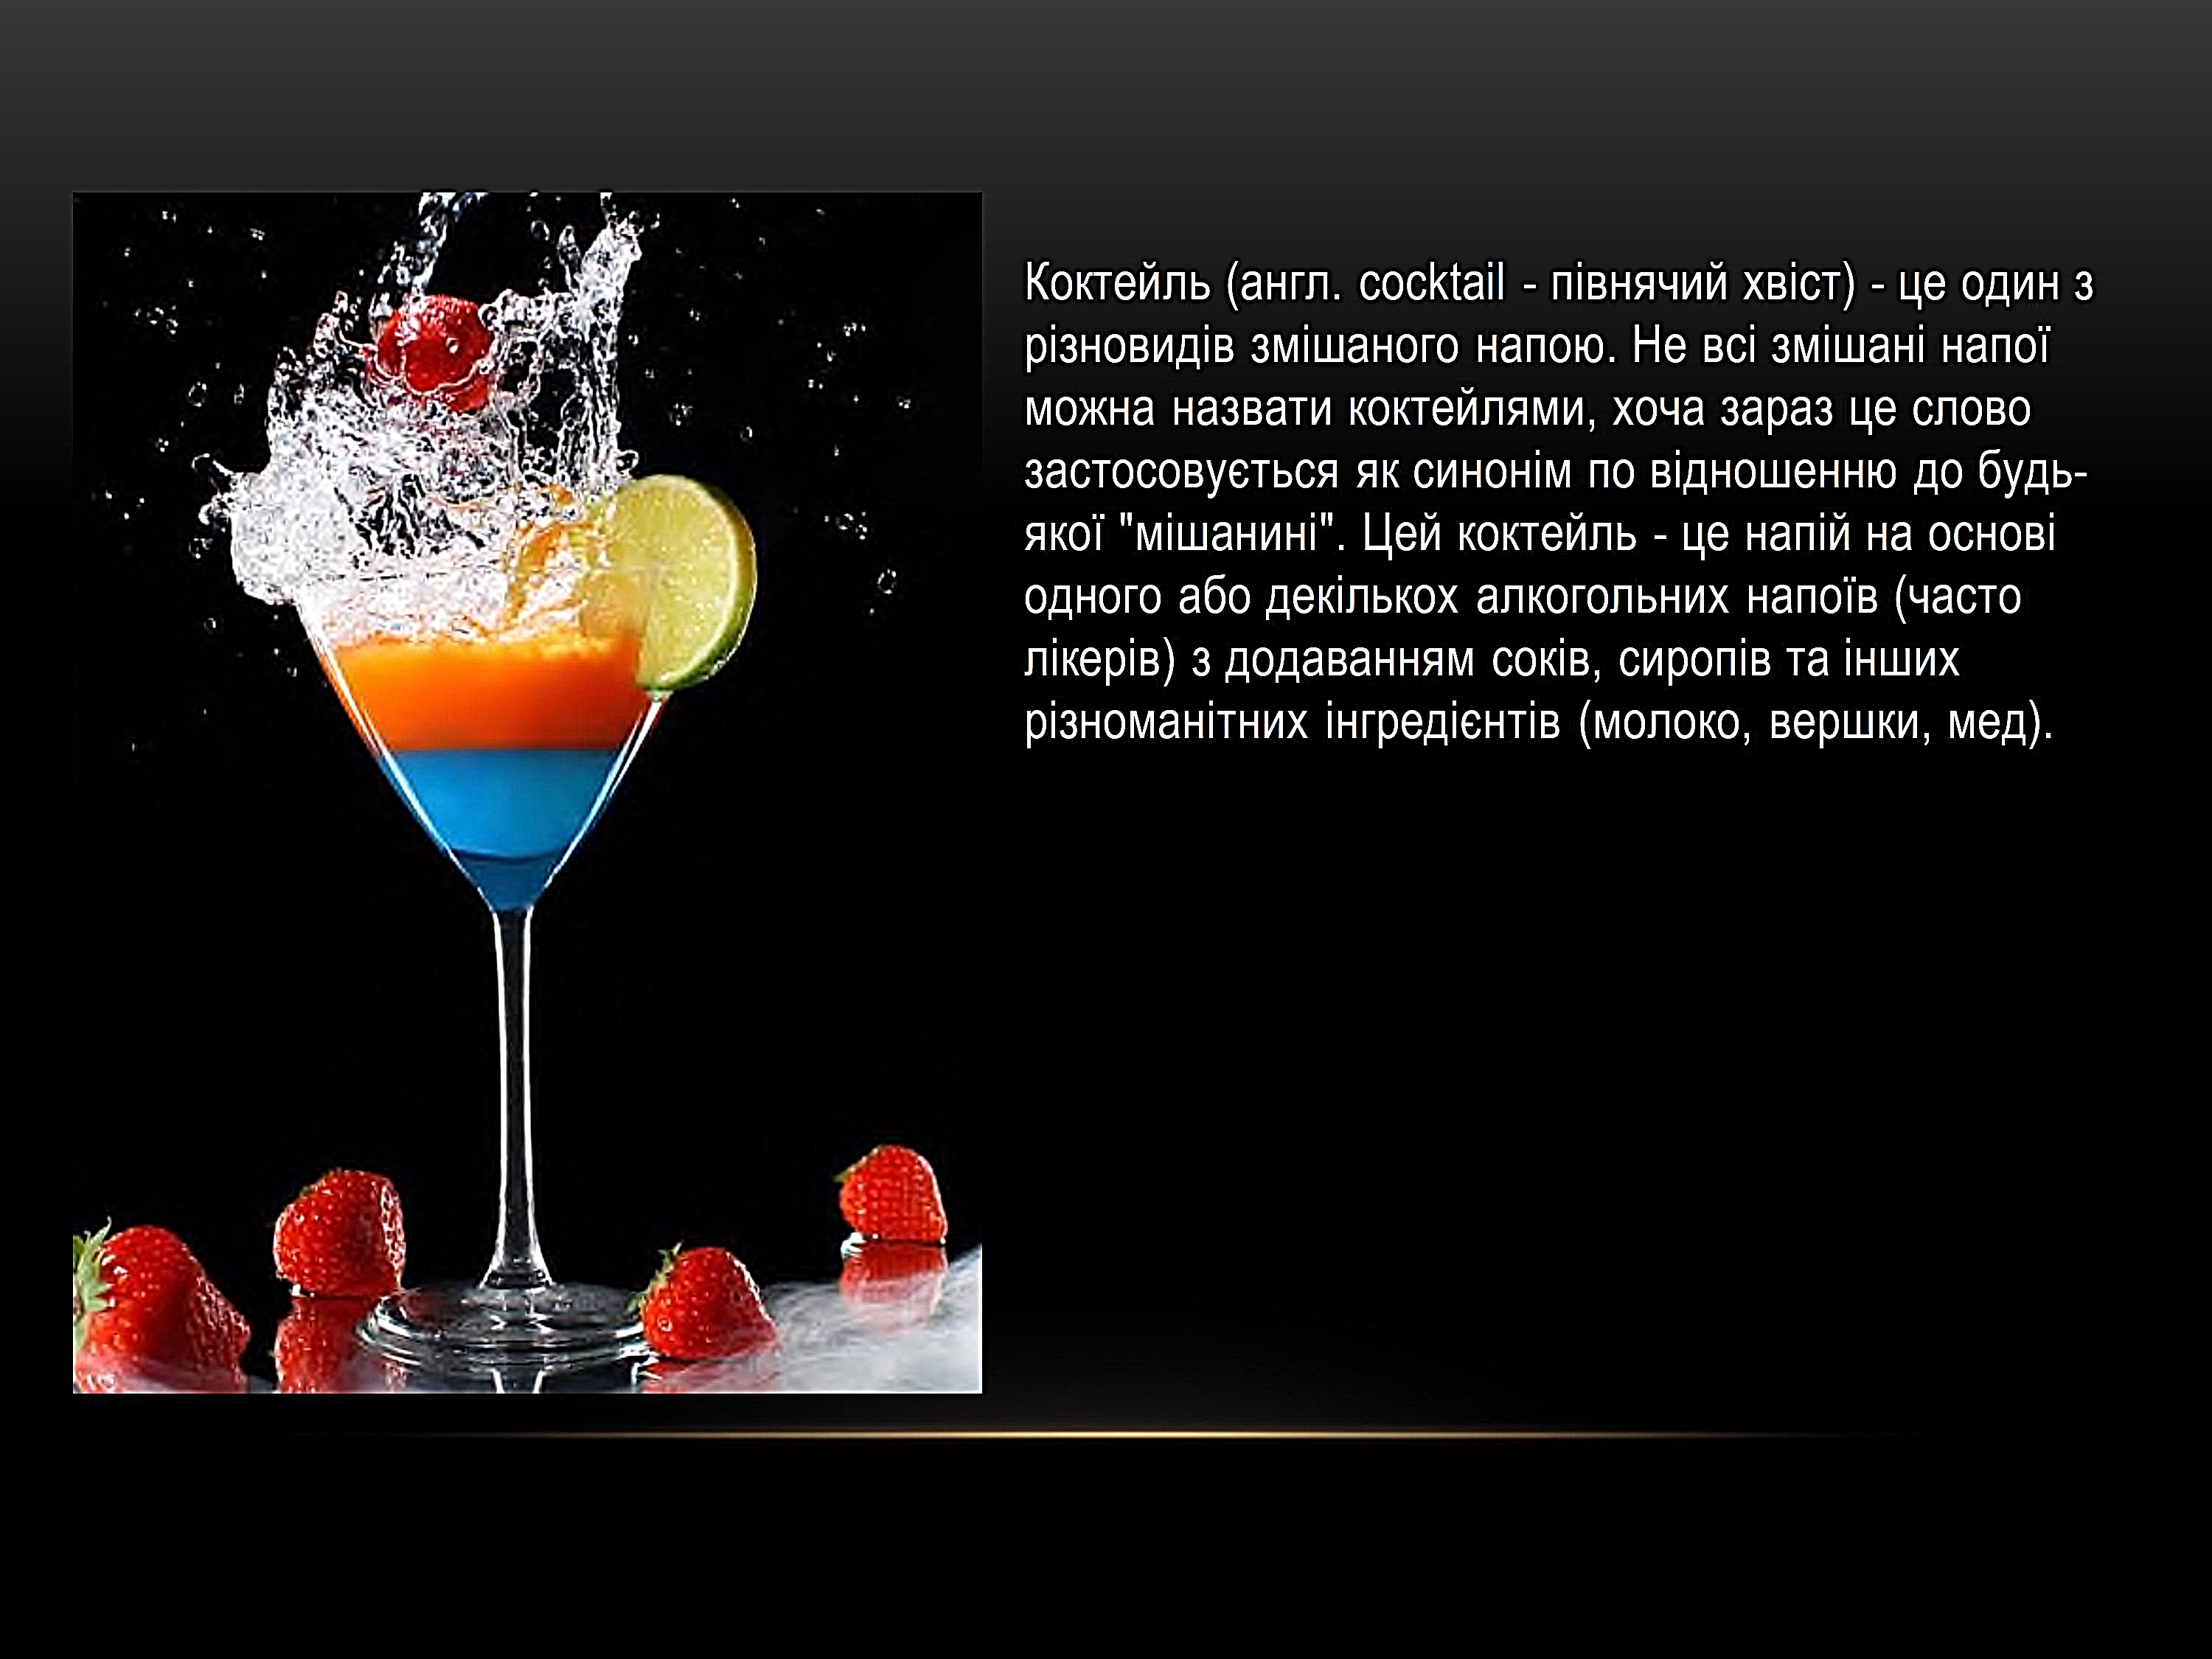 Коктейль (англ. cocktail - півнячий хвіст) - це один з
різновидів змішаного напою. Не всі змішані напої
можна назвати коктейлями, хоча зараз це слово
застосовується як синонім по відношенню до будь-
якої "мішанині". Цей коктейль - це напій на основі
одного або декількох алкогольних напоїв (часто
лікерів) з додаванням соків, сиропів та інших
різноманітних інгредієнтів (молоко, вершки, мед).